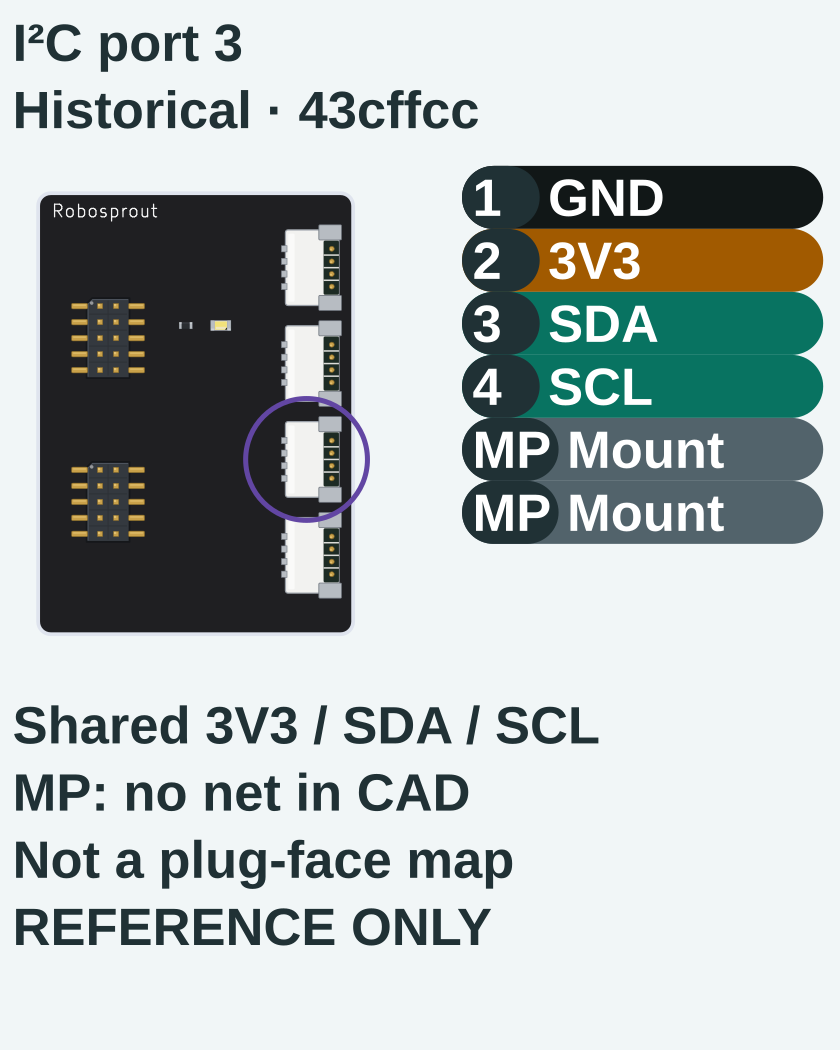 I²C port 3
Historical · 43cffcc
Robosprout
1 GND
2 3V3
3 SDA
4 SCL
MP Mount
MP Mount
Shared 3V3 / SDA / SCL
MP: no net in CAD
Not a plug-face map
REFERENCE ONLY